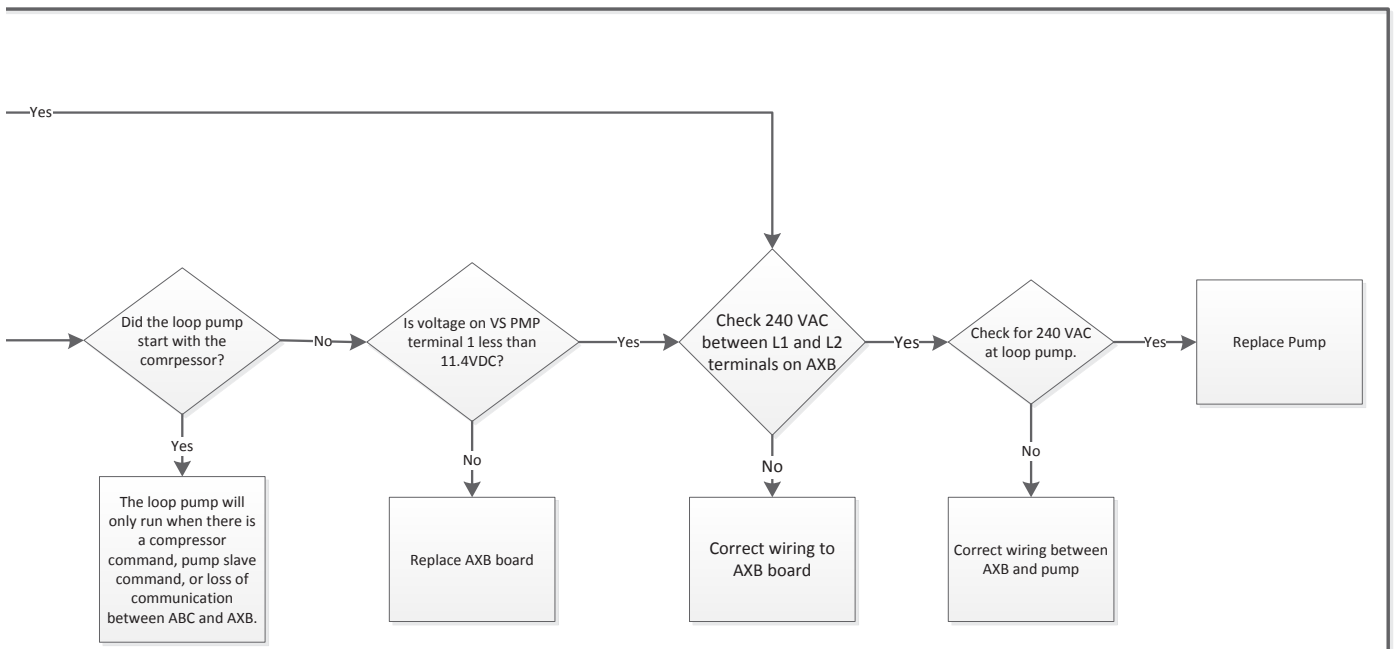 Yes
Did the loop pump
start with the
comrpessor?
No
Is voltage on VS PMP
terminal 1 less than
11.4VDC?
Yes
Check 240 VAC
between L1 and L2
terminals on AXB
Yes
Check for 240 VAC
at loop pump.
Yes
Replace Pump
Yes
No
No
No
The loop pump will
only run when there is
a compressor
command, pump slave
command, or loss of
communication
between ABC and AXB.
Replace AXB board
Correct wiring to
AXB board
Correct wiring between
AXB and pump